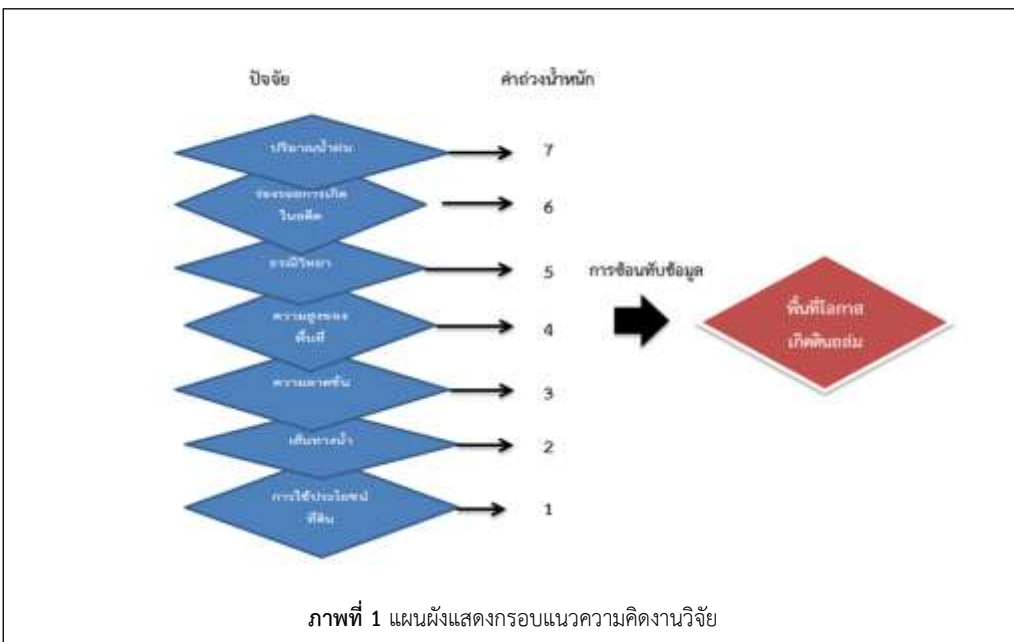 ปัจจัย ค่าถ่วงน้ำหนัก
ปริมาณน้ำฝน 7
ร่องรอยการเกิด
ในอดีต 6
ธรณีวิทยา 5 การซ้อนทับข้อมูล
ความสูงของ
พื้นที่ 4
พื้นที่โอกาส
เกิดดินถล่ม
ความลาดชัน 3
เส้นทางน้ำ 2
การใช้ประโยชน์
ที่ดิน 1
ภาพที่ 1 แผนผังแสดงกรอบแนวความคิดงานวิจัย